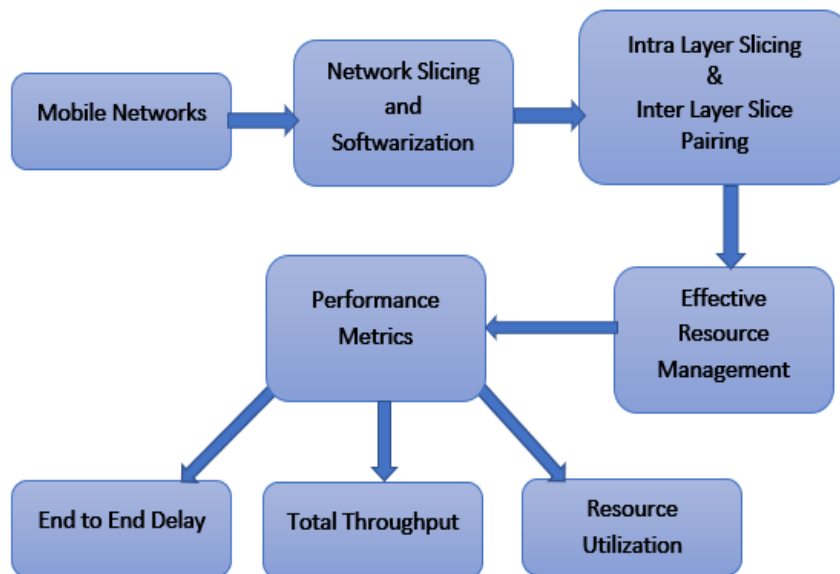 Mobile Networks
Network Slicing
and
Softwarization
Intra Layer Slicing
&
Inter Layer Slice
Pairing
Effective
Resource
Management
Performance
Metrics
End to End Delay
Total Throughput
Resource
Utilization